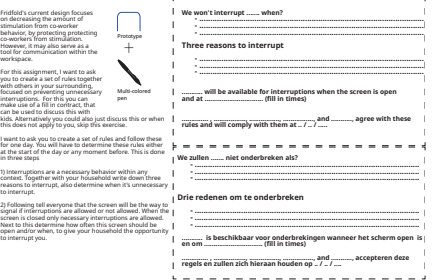 Fridfold's current design focuses
on decreasing the amount of
stimulation from co-worker
behavior, by protecting protecting
co-workers from stimulation.
However, it may also serve as a
tool for communication within the
workspace.
For this assignment, I want to ask
you to create a set of rules together
with others in your surrounding,
focused on preventing unnecessary
interruptions. For this you can
make use of a fill in contract, that
can be used to discuss this with
kids. Alternatively you could also just discuss this or when
this does not apply to you, skip this exercise.
I want to ask you to create a set of rules and follow these
for one day. You will to determine these rules either
at the start of the day or any moment before. This is done
in three steps
1) Interruptions are a necessary behavior within any
context. Together with your household write down three
reasons to interrupt, also determine when it's unnecessary
to interrupt.
2) Following tell everyone that the screen will be the way to
signal if interruptions are allowed or not allowed. When the
screen is closed only necessary interruptions are allowed.
Next to this determine how often this screen should be
open and/or when, to give your household the opportunity
to interrupt you.
Prototype
+
Multi-colored
pen
We won't interrupt ........ when?
Three reasons to interrupt
........... will be available for interruptions when the screen is open
and at ............................... (fill in times)
..........., ..........., ..........., ..........., and ..........., agree with these
rules and will comply with them at .. / .. / .....
We zullen ........ niet onderbreken als?
Drie redenen om te onderbreken
........... is beschikbaar voor onderbrekingen wanneer het scherm open is
en om ............................... (fill in times)
..........., ..........., ..........., ..........., and ..........., accepteren deze
regels en zullen zich hieraan houden op .. / .. / .....